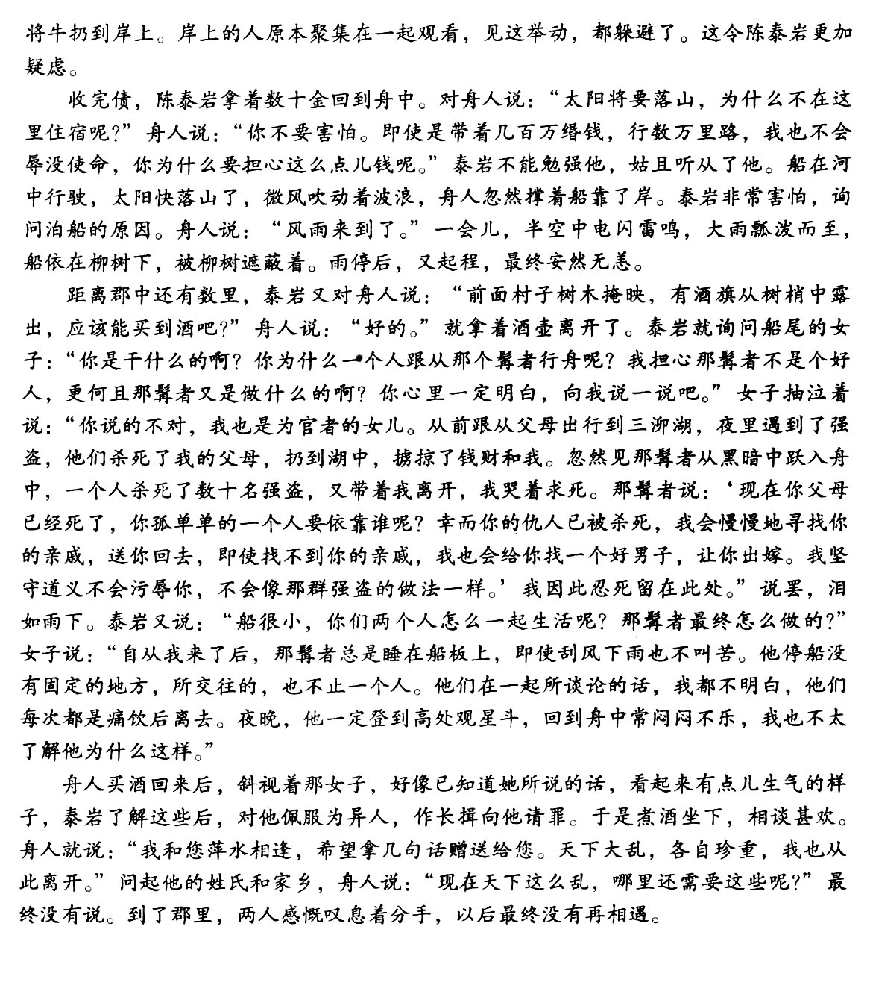 将牛扔到岸上。岸上的人原本聚集在一起观看，见这举动，都躲避了。这令陈泰岩更加
疑虑。
收完债，陈泰岩拿着数十金回到舟中。对舟人说：“太阳将要落山，为什么不在这
里住宿呢?”舟人说：“你不要害怕。即使是带着几百万缗钱，行数万里路，我也不会
辱没使命，你为什么要担心这么点儿钱呢。”泰岩不能勉强他，姑且听从了他。船在河
中行驶，太阳快落山了，微风吹动着波浪，舟人忽然撑着船靠了岸。泰岩非常害怕，询
问泊船的原因。舟人说：“风雨来到了。”一会儿，半空中电闪雷鸣，大雨瓢泼而至，
船依在柳树下，被柳树遮蔽着。雨停后，又起程，最终安然无恙。
距离郡中还有数里，泰岩又对舟人说：“前面村子树木掩映，有酒旗从树梢中露
出，应该能买到酒吧?”舟人说：“好的。”就拿着酒壶离开了。泰岩就询问船尾的女
子：“你是干什么的啊？你为什么一个人跟从那个髯者行舟呢？我担心那髯者不是个好
人，更何且那髯者又是做什么的啊？你心里一定明白，向我说一说吧。”女子抽泣着
说：“你说的不对，我也是为官者的女儿。从前跟从父母出行到三泖湖，夜里遇到了强
盗，他们杀死了我的父母，扔到湖中，掳掠了钱财和我。忽然见那髯者从黑暗中跃入舟
中，一个人杀死了数十名强盗，又带着我离开，我哭着求死。那髯者说：‘现在你父母
已经死了，你孤单单的一个人要依靠谁呢？幸而你的仇人已被杀死，我会慢慢地寻找你
的亲戚，送你回去，即使找不到你的亲戚，我也会给你找一个好男子，让你出嫁。我坚
守道义不会污辱你，不会像那群强盗的做法一样。’我因此忍死留在此处。”说罢，泪
如雨下。泰岩又说：“船很小，你们两个人怎么一起生活呢？那髯者最终怎么做的?”
女子说：“自从我来了后，那髯者总是睡在船板上，即使刮风下雨也不叫苦。他停船没
有固定的地方，所交往的，也不止一个人。他们在一起所谈论的话，我都不明白，他们
每次都是痛饮后离去。夜晚，他一定登到高处观星斗，回到舟中常闷闷不乐，我也不太
了解他为什么这样。”
舟人买酒回来后，斜视着那女子，好像已知道她所说的话，看起来有点儿生气的样
子，泰岩了解这些后，对他佩服为异人，作长揖向他请罪。于是煮酒坐下，相谈甚欢。
舟人就说：“我和您萍水相逢，希望拿几句话赠送给您。天下大乱，各自珍重，我也从
此离开。”问起他的姓氏和家乡，舟人说：“现在天下这么乱，哪里还需要这些呢?”最
终没有说。到了郡里，两人感慨叹息着分手，以后最终没有再相遇。